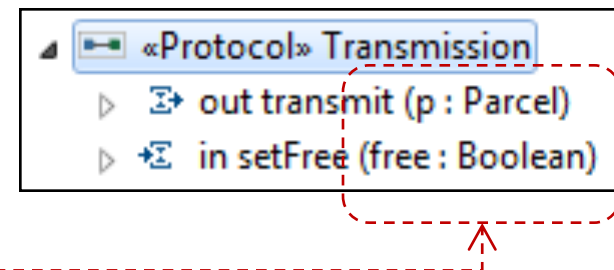 «Protocol» Transmission
out transmit (p : Parcel)
in setFree (free : Boolean)